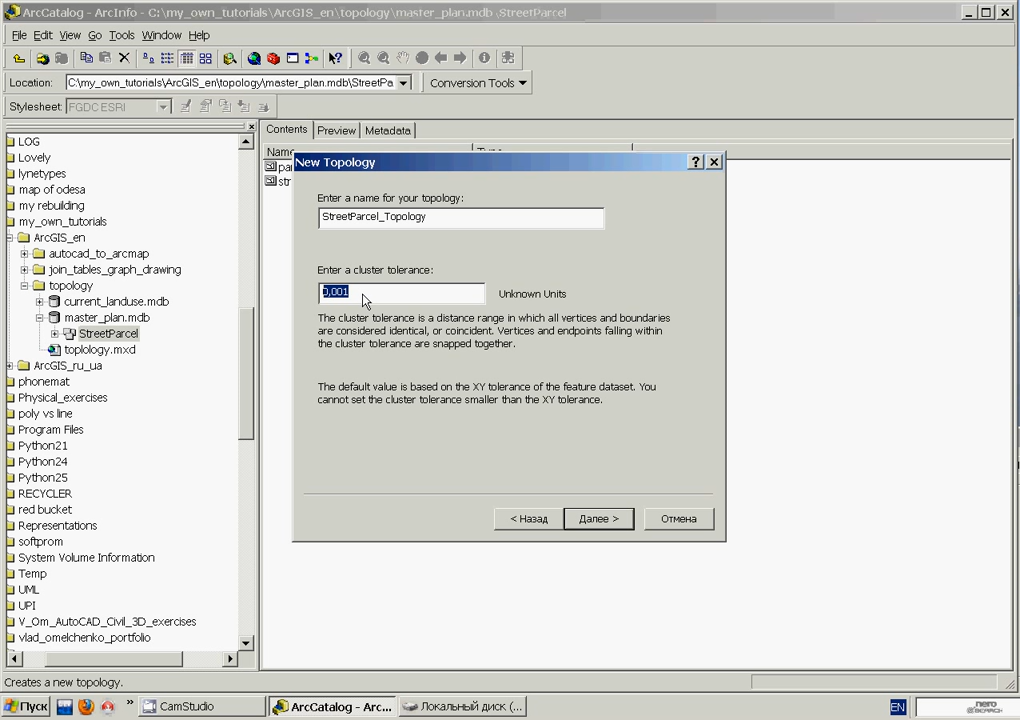 ArcCatalog - ArcInfo - C:\my_own_tutorials\ArcGIS_en\topology\master_plan.mdb\StreetParcel
File Edit View Go Tools Window Help
Location: C:\my_own_tutorials\ArcGIS_en\topology\master_plan.mdb\StreetPa Conversion Tools
Stylesheet: FGDC ESRI
LOG
Lovely
lynetypes
map of odesa
my rebuilding
my_own_tutorials
ArcGIS_en
autocad_to_arcmap
join_tables_graph_drawing
topology
current_landuse.mdb
master_plan.mdb
StreetParcel
toplology.mxd
ArcGIS_ru_ua
phonemat
Physical_exercises
poly vs line
Program Files
Python21
Python24
Python25
RECYCLER
red bucket
Representations
softprom
System Volume Information
Temp
UML
UPI
V_Om_AutoCAD_Civil_3D_exercises
vlad_omelchenko_portfolio
Contents Preview Metadata
Name Type
pa
str
New Topology
Enter a name for your topology:
StreetParcel_Topology
Enter a cluster tolerance:
0,001 Unknown Units
The cluster tolerance is a distance range in which all vertices and boundaries
are considered identical, or coincident. Vertices and endpoints falling within
the cluster tolerance are snapped together.
The default value is based on the XY tolerance of the feature dataset. You
cannot set the cluster tolerance smaller than the XY tolerance.
< Назад Далее > Отмена
Creates a new topology.
Пуск » CamStudio ArcCatalog - Arc... Локальный диск (... EN nero